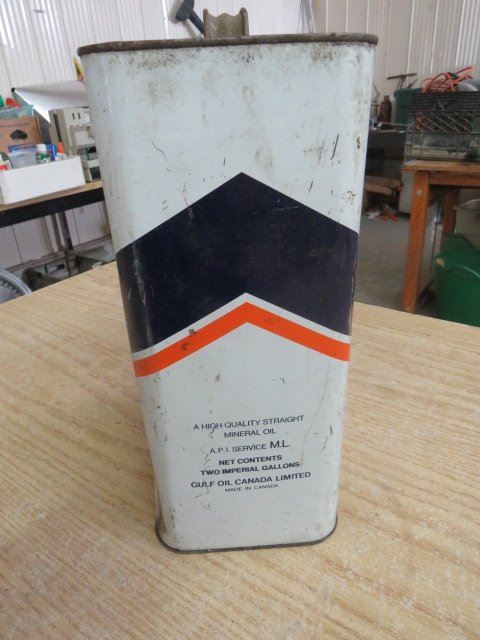 A HIGH QUALITY STRAIGHT
MINERAL OIL
A.P.I. SERVICE M.L.
NET CONTENTS
TWO IMPERIAL GALLONS
GULF OIL CANADA LIMITED
MADE IN CANADA